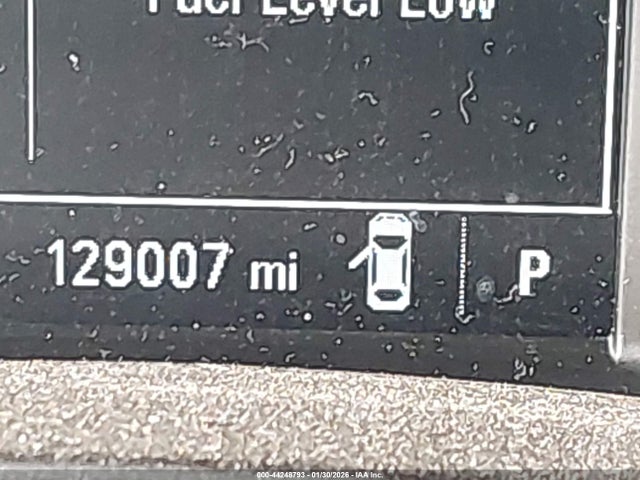 Fuel Level Low
129007 mi P
000-44248793 - 01/30/2026 - IAA Inc.